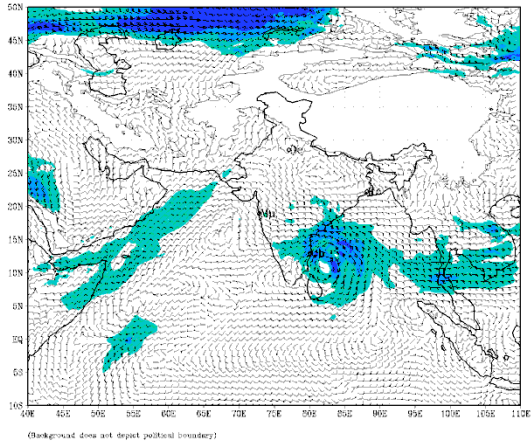 50N
45N
40N
35N
30N
25N
20N
15N
10N
5N
EQ
5S
10S
40E 45E 50E 55E 60E 65E 70E 75E 80E 85E 90E 95E 100E 105E 110E
(Background does not depict political boundary)